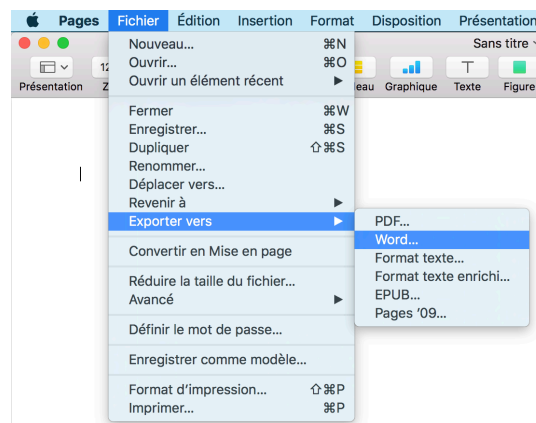 Pages Fichier Édition Insertion Format Disposition Présentation
Sans titre
Présentation Graphique Texte Figure
Nouveau... ⌘N
Ouvrir... ⌘O
Ouvrir un élément récent ▶
Fermer ⌘W
Enregistrer... ⌘S
Dupliquer ⇧⌘S
Renommer...
Déplacer vers...
Revenir à ▶
Exporter vers ▶
PDF...
Word...
Format texte...
Format texte enrichi...
EPUB...
Pages ’09...
Convertir en Mise en page
Réduire la taille du fichier...
Avancé ▶
Définir le mot de passe...
Enregistrer comme modèle...
Format d’impression... ⇧⌘P
Imprimer... ⌘P